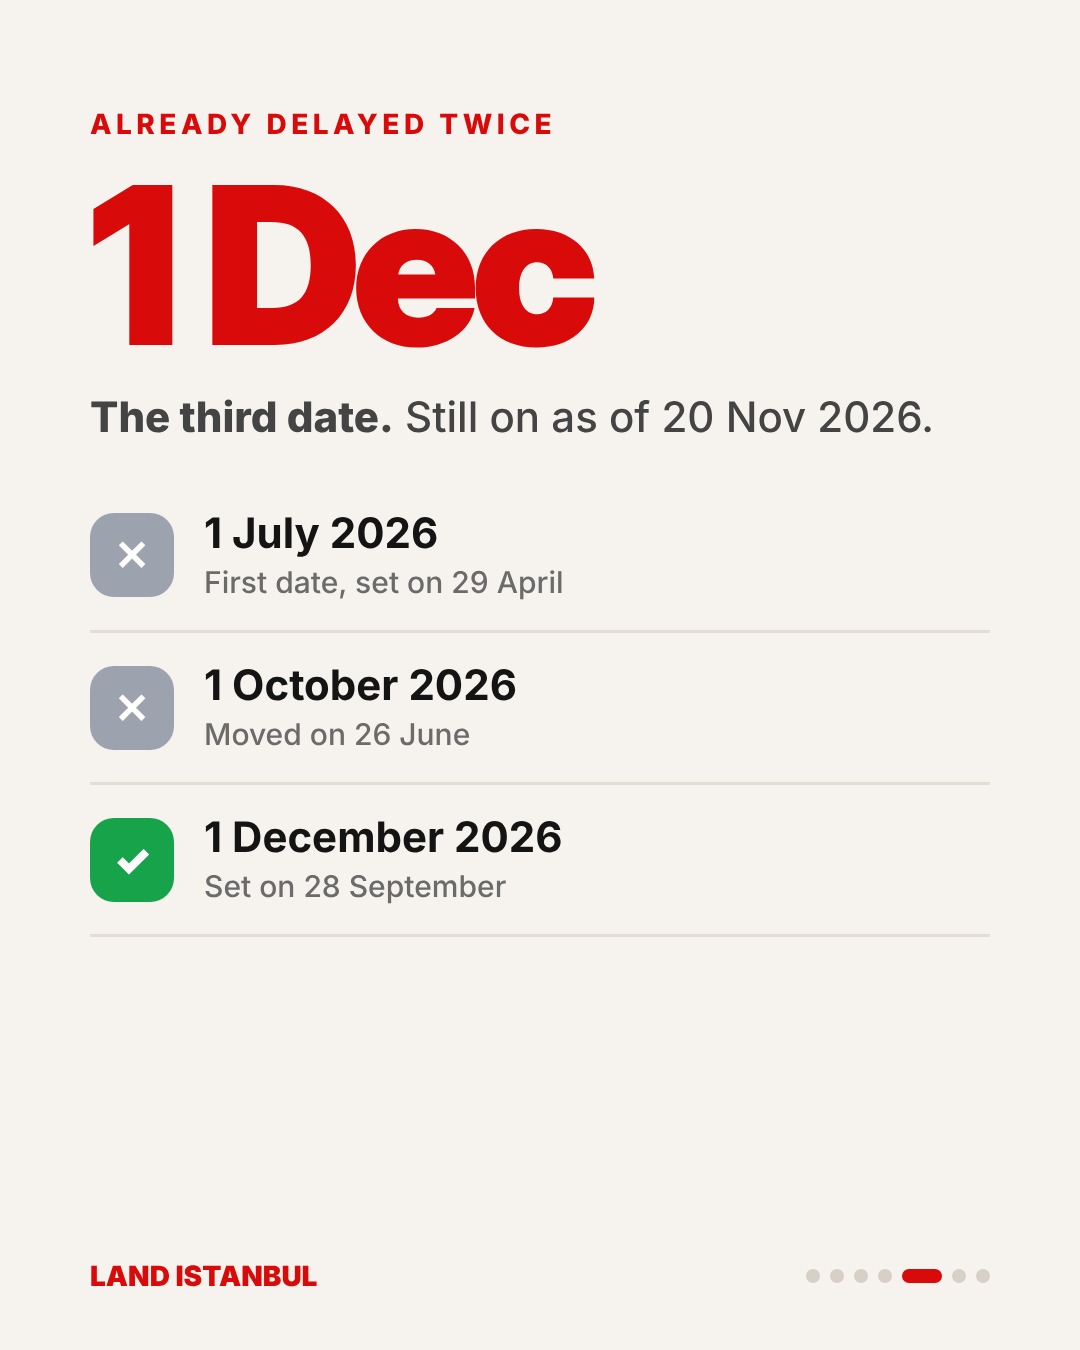 ALREADY DELAYED TWICE
1 Dec
The third date. Still on as of 20 Nov 2026.
1 July 2026
First date, set on 29 April
1 October 2026
Moved on 26 June
1 December 2026
Set on 28 September
LAND ISTANBUL